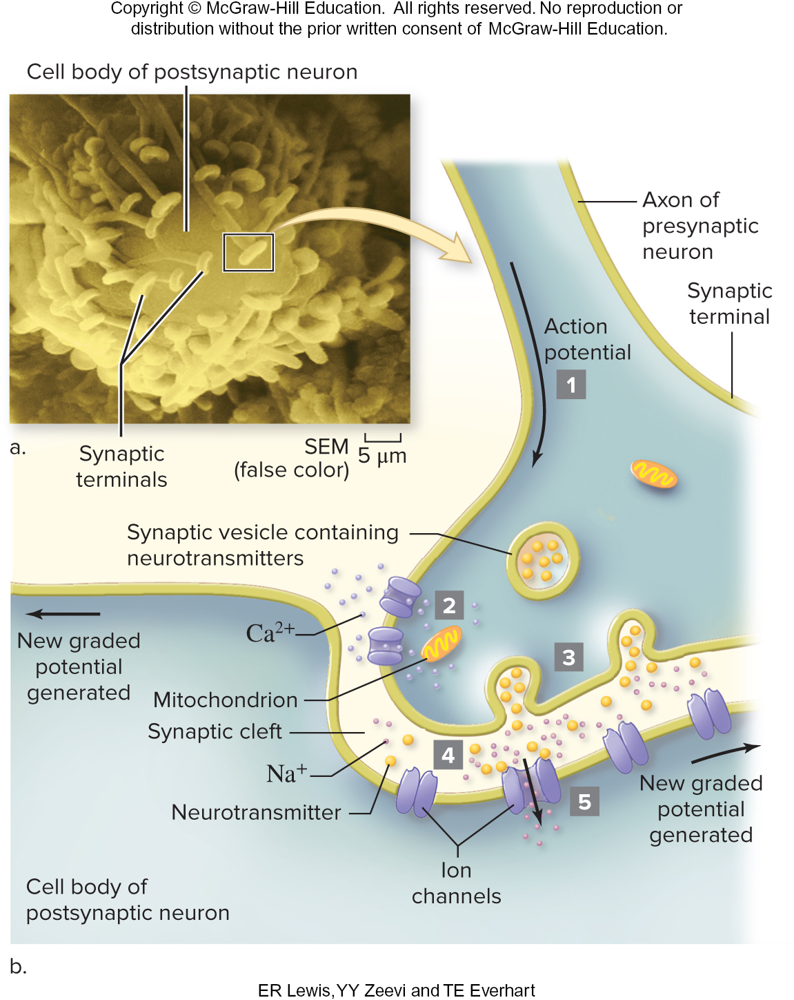 Copyright © McGraw-Hill Education. All rights reserved. No reproduction or
distribution without the prior written consent of McGraw-Hill Education.
Cell body of postsynaptic neuron
Axon of
presynaptic
neuron
Synaptic
terminal
Action
potential
1
a.
Synaptic
terminals
SEM
(false color)
5 μm
Synaptic vesicle containing
neurotransmitters
2
Ca2+
New graded
potential
generated
3
Mitochondrion
Synaptic cleft
4
Na+
Neurotransmitter
5
New graded
potential
generated
Ion
channels
Cell body of
postsynaptic neuron
b.
ER Lewis,YY Zeevi and TE Everhart